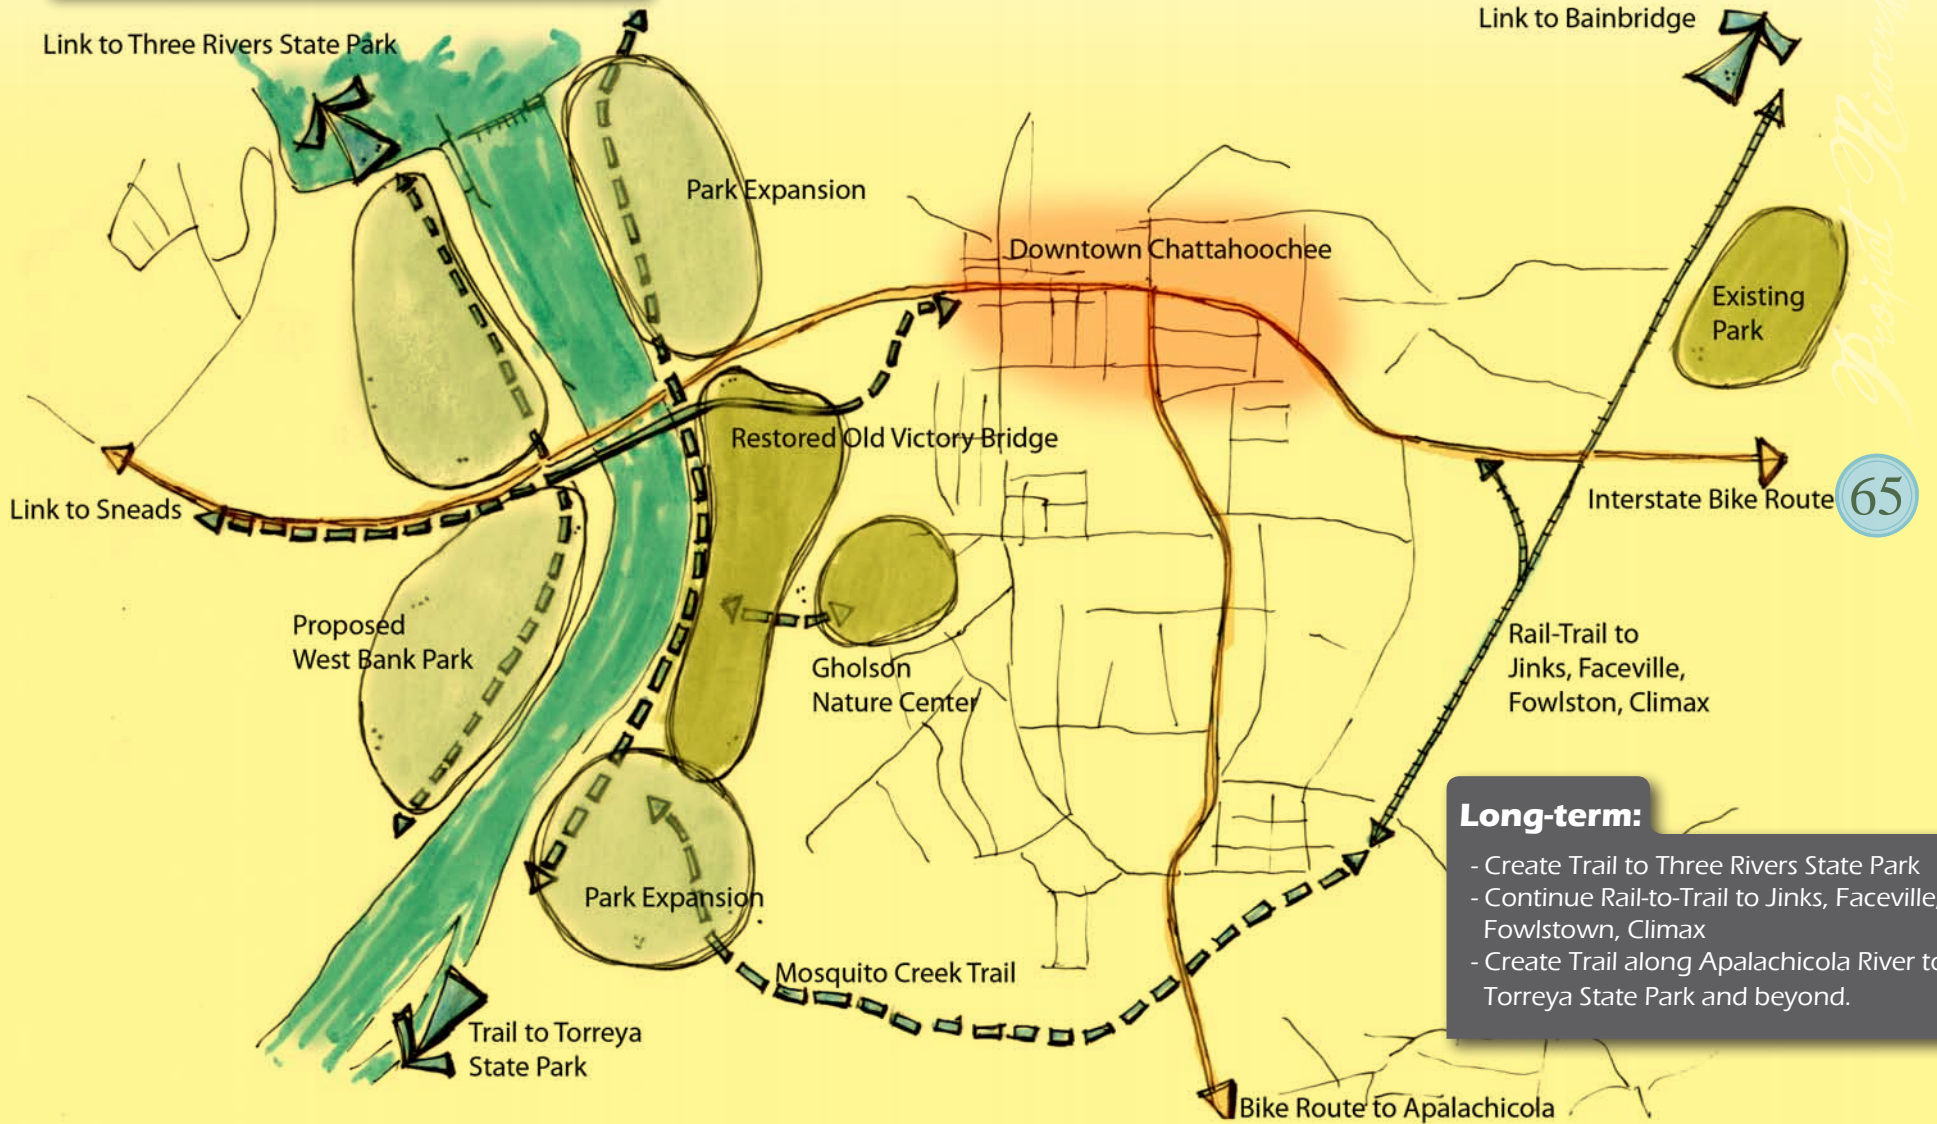 Link to Three Rivers State Park
Link to Bainbridge
Park Expansion
Downtown Chattahoochee
Existing
Park
Restored Old Victory Bridge
Link to Sneads
Interstate Bike Route
65
Proposed
West Bank Park
Gholson
Nature Center
Rail-Trail to
Jinks, Faceville,
Fowlston, Climax
Long-term:
- Create Trail to Three Rivers State Park
- Continue Rail-to-Trail to Jinks, Faceville,
Fowlstown, Climax
- Create Trail along Apalachicola River to
Torreya State Park and beyond.
Park Expansion
Mosquito Creek Trail
Trail to Torreya
State Park
Bike Route to Apalachicola